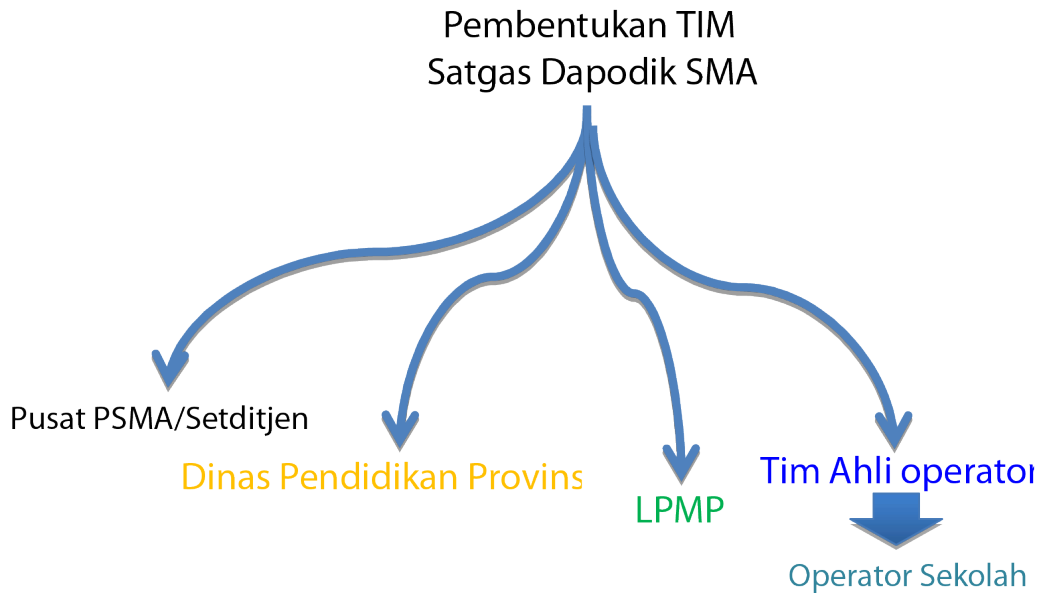 Pembentukan TIM
Satgas Dapodik SMA
Pusat PSMA/Setditjen
Dinas Pendidikan Provins
LPMP
Tim Ahli operator
Operator Sekolah